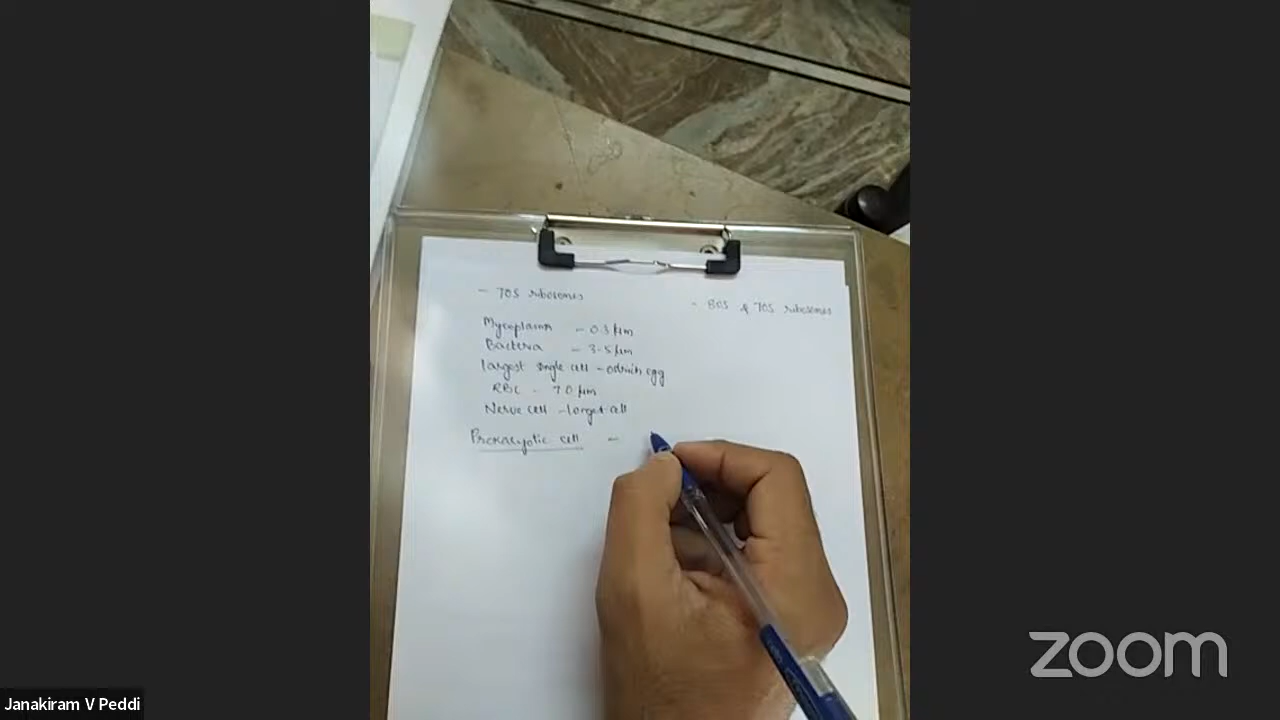 - 70S ribosomes
- 80S & 70S ribosomes
Mycoplasma - 0.3 µm
Bacteria - 3-5 µm
largest single cell - ostrich egg
RBC - 7.0 µm
Nerve cell - longest cell
Prokaryotic cell -
zoom
Janakiram V Peddi